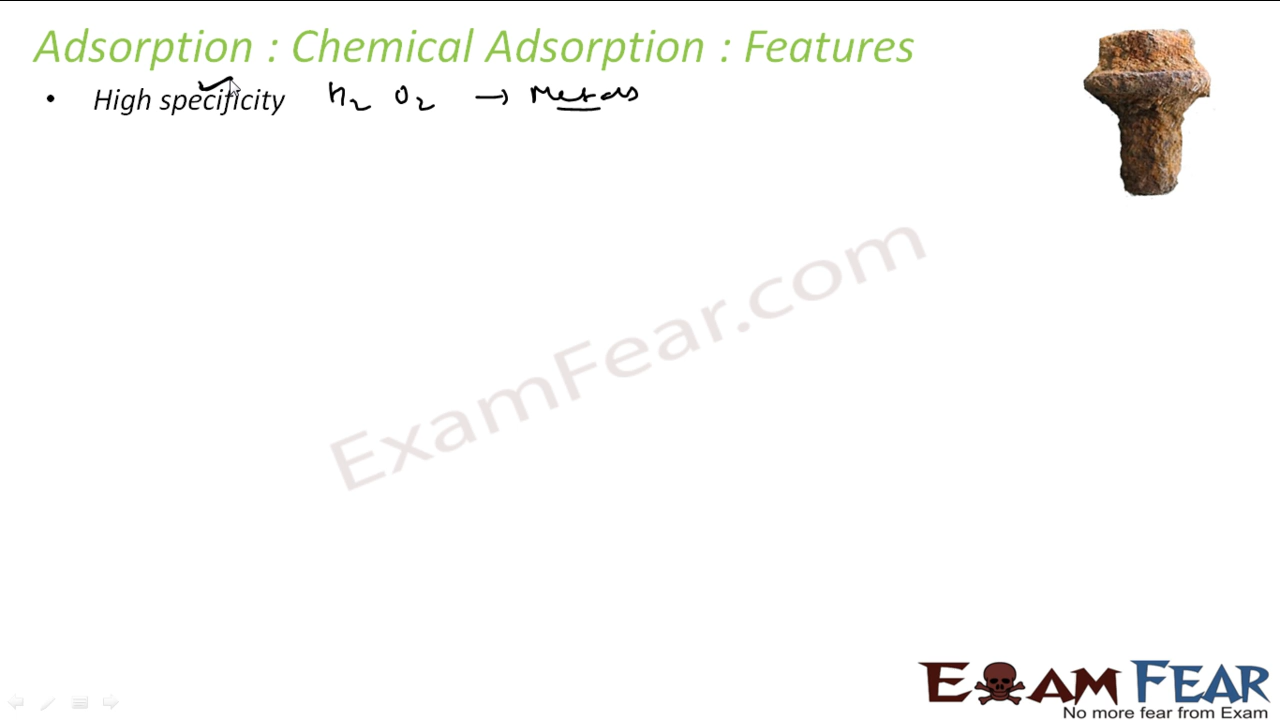 Adsorption : Chemical Adsorption : Features
• High specificity H2 O2 → Metals
ExamFear.com
EXAM FEAR
No more fear from Exam